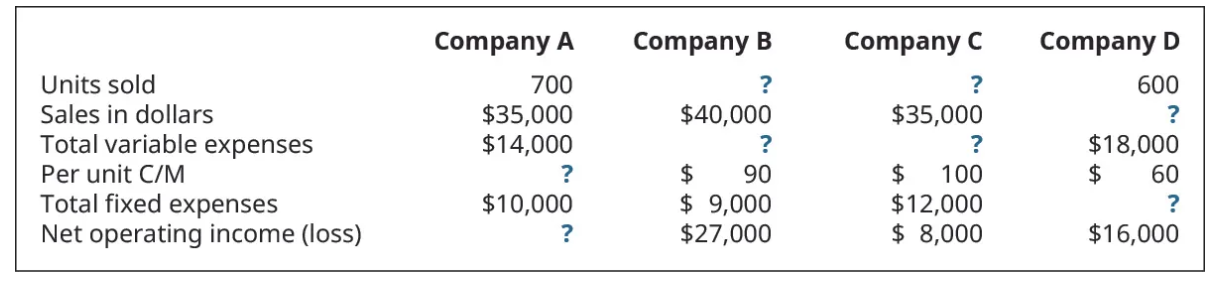 Company A Company B Company C Company D
Units sold 700 ? ? 600
Sales in dollars $35,000 $40,000 $35,000 ?
Total variable expenses $14,000 ? ? $18,000
Per unit C/M ? $ 90 $ 100 $ 60
Total fixed expenses $10,000 $ 9,000 $12,000 ?
Net operating income (loss) ? $27,000 $ 8,000 $16,000